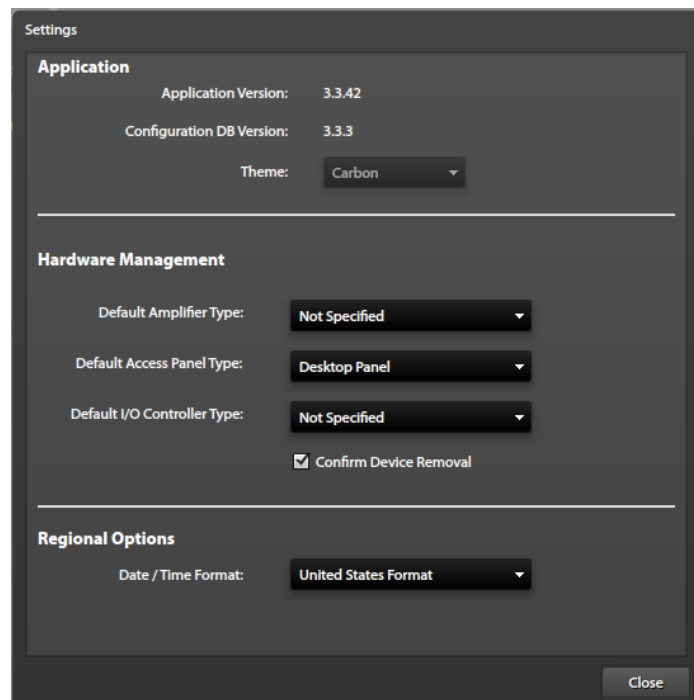 Settings
Application
Application Version: 3.3.42
Configuration DB Version: 3.3.3
Theme: Carbon
Hardware Management
Default Amplifier Type: Not Specified
Default Access Panel Type: Desktop Panel
Default I/O Controller Type: Not Specified
Confirm Device Removal
Regional Options
Date / Time Format: United States Format
Close